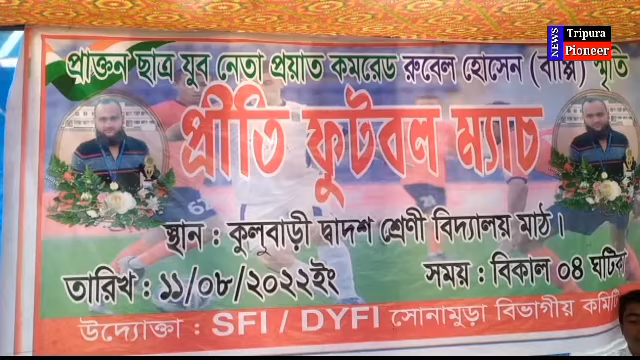 NEWS Tripura Pioneer
প্রাক্তন ছাত্র যুব নেতা প্রয়াত কমরেড রুবেল হোসেন (বাপ্পি) স্মৃতি
প্রীতি ফুটবল ম্যাচ
স্থান : কুলুবাড়ী দ্বাদশ শ্রেণী বিদ্যালয় মাঠ।
তারিখ : ১১/০৮/২০২২ইং
সময় : বিকাল ০৪ ঘটিকা
উদ্যোক্তা : SFI / DYFI সোনামুড়া বিভাগীয় কমিটি